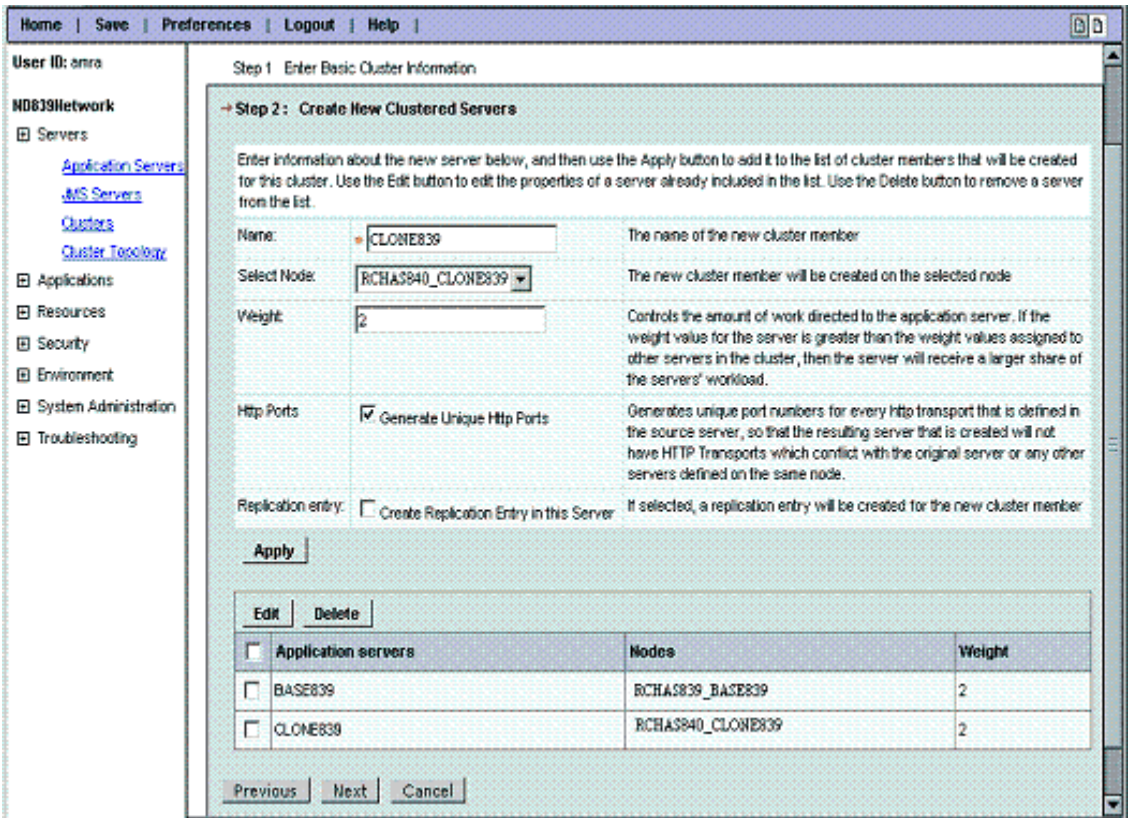 Home | Save | Preferences | Logout | Help |
User ID: amra
ND839Network
Servers
Application Servers
JMS Servers
Clusters
Cluster Topology
Applications
Resources
Security
Environment
System Administration
Troubleshooting
Step 1 Enter Basic Cluster Information
Step 2 : Create New Clustered Servers
Enter information about the new server below, and then use the Apply button to add it to the list of cluster members that will be created
for this cluster. Use the Edit button to edit the properties of a server already included in the list. Use the Delete button to remove a server
from the list.
Name: CLONE839 The name of the new cluster member
Select Node: RCHAS840_CLONE839 The new cluster member will be created on the selected node
Weight: 2 Controls the amount of work directed to the application server. If the
weight value for the server is greater than the weight values assigned to
other servers in the cluster, then the server will receive a larger share of
the servers' workload.
Http Ports Generate Unique Http Ports Generates unique port numbers for every http transport that is defined in
the source server, so that the resulting server that is created will not
have HTTP Transports which conflict with the original server or any other
servers defined on the same node.
Replication entry: Create Replication Entry in this Server If selected, a replication entry will be created for the new cluster member
Apply
Edit Delete
Application servers Nodes Weight
BASE839 RCHAS839_BASE839 2
CLONE839 RCHAS840_CLONE839 2
Previous Next Cancel